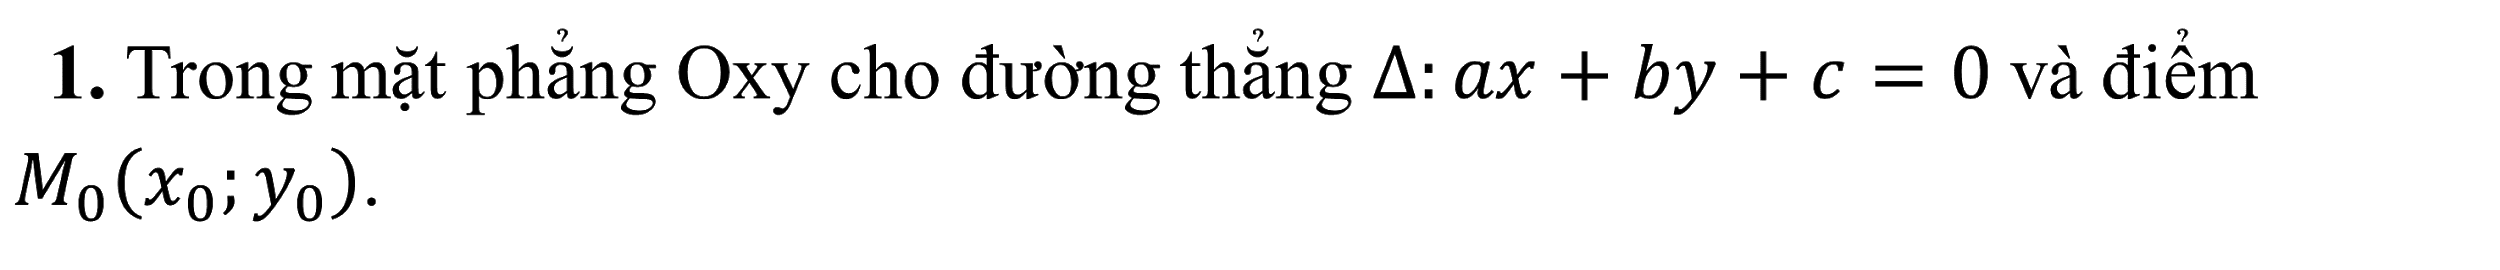 1. Trong mặt phẳng Oxy cho đường thẳng Δ: ax + by + c = 0 và điểm
M₀(x₀; y₀).